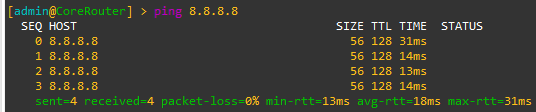 [admin@CoreRouter] > ping 8.8.8.8
SEQ HOST SIZE TTL TIME STATUS
0 8.8.8.8 56 128 31ms
1 8.8.8.8 56 128 14ms
2 8.8.8.8 56 128 13ms
3 8.8.8.8 56 128 14ms
sent=4 received=4 packet-loss=0% min-rtt=13ms avg-rtt=18ms max-rtt=31ms